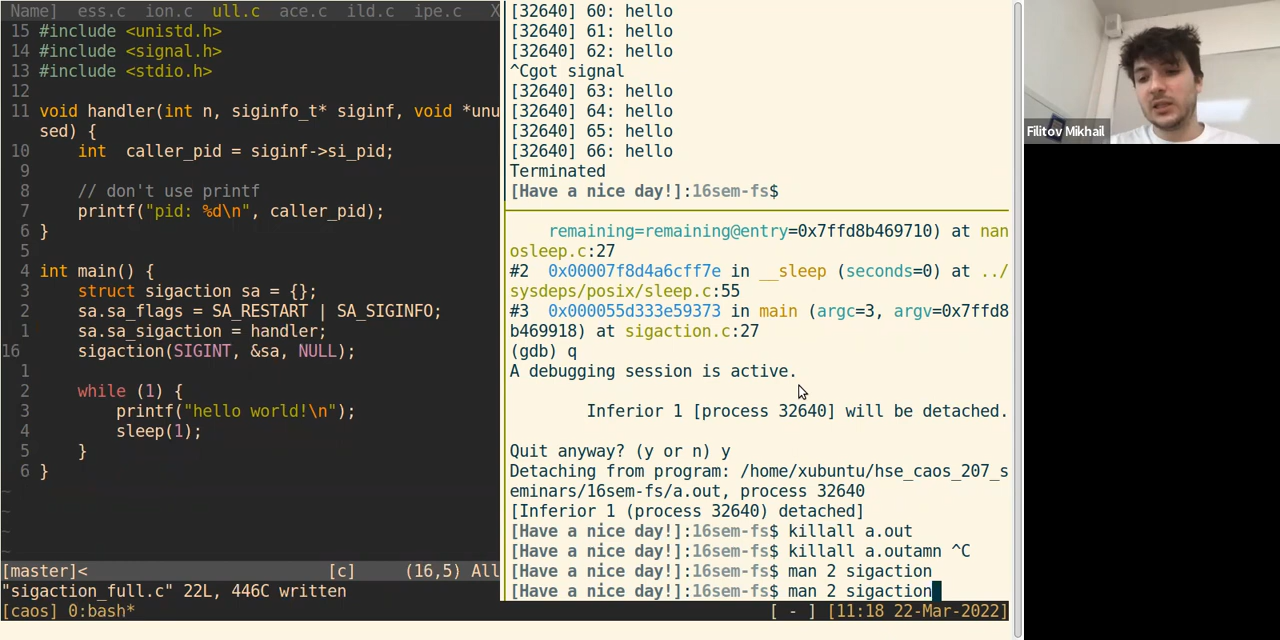 Name] ess.c ion.c ull.c ace.c ild.c ipe.c X
15 #include <unistd.h>
14 #include <signal.h>
13 #include <stdio.h>
12
11 void handler(int n, siginfo_t* siginf, void *unu
sed) {
10     int  caller_pid = siginf->si_pid;
9
8     // don't use printf
7     printf("pid: %d\n", caller_pid);
6 }
5
4 int main() {
3     struct sigaction sa = {};
2     sa.sa_flags = SA_RESTART | SA_SIGINFO;
1     sa.sa_sigaction = handler;
16     sigaction(SIGINT, &sa, NULL);
1
2     while (1) {
3         printf("hello world!\n");
4         sleep(1);
5     }
6 }
~
~
~
~
[master]< [c] (16,5) All
"sigaction_full.c" 22L, 446C written
[32640] 60: hello
[32640] 61: hello
[32640] 62: hello
^Cgot signal
[32640] 63: hello
[32640] 64: hello
[32640] 65: hello
[32640] 66: hello
Terminated
[Have a nice day!]:16sem-fs$
remaining=remaining@entry=0x7ffd8b469710) at nan
osleep.c:27
#2  0x00007f8d4a6cff7e in __sleep (seconds=0) at ../
sysdeps/posix/sleep.c:55
#3  0x000055d333e59373 in main (argc=3, argv=0x7ffd8
b469918) at sigaction.c:27
(gdb) q
A debugging session is active.

Inferior 1 [process 32640] will be detached.

Quit anyway? (y or n) y
Detaching from program: /home/xubuntu/hse_caos_207_s
eminars/16sem-fs/a.out, process 32640
[Inferior 1 (process 32640) detached]
[Have a nice day!]:16sem-fs$ killall a.out
[Have a nice day!]:16sem-fs$ killall a.outamn ^C
[Have a nice day!]:16sem-fs$ man 2 sigaction
[Have a nice day!]:16sem-fs$ man 2 sigaction
[caos] 0:bash* [ - ] [11:18 22-Mar-2022]
Filitov Mikhail